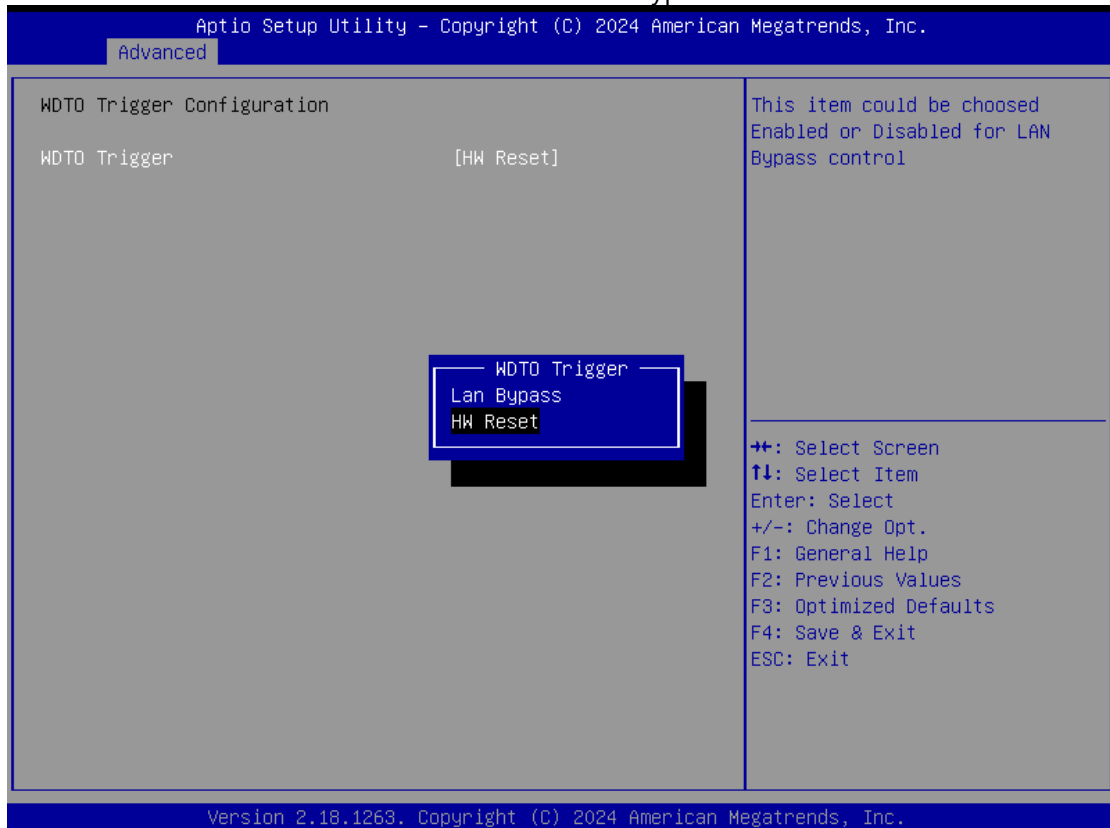 Aptio Setup Utility – Copyright (C) 2024 American Megatrends, Inc.
Advanced
WDTO Trigger Configuration
WDTO Trigger [HW Reset]
This item could be choosed
Enabled or Disabled for LAN
Bypass control
WDTO Trigger
Lan Bypass
HW Reset
→←: Select Screen
↑↓: Select Item
Enter: Select
+/-: Change Opt.
F1: General Help
F2: Previous Values
F3: Optimized Defaults
F4: Save & Exit
ESC: Exit
Version 2.18.1263. Copyright (C) 2024 American Megatrends, Inc.